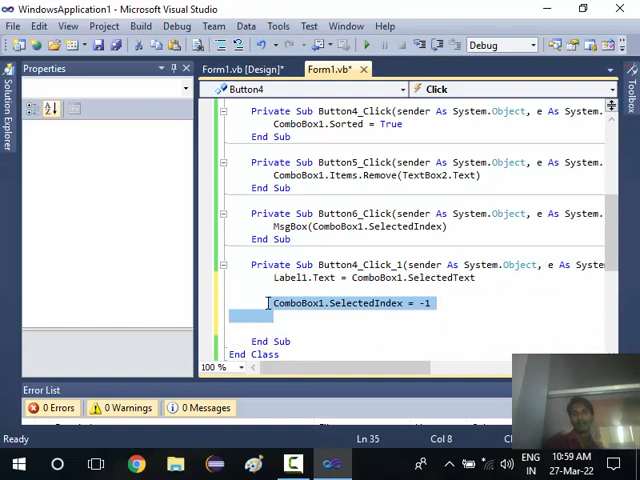 WindowsApplication1 - Microsoft Visual Studio
File Edit View Project Build Debug Team Data Tools Test Window Help
Debug
Solution Explorer
Properties
Form1.vb [Design]* Form1.vb*
Toolbox
Button4 Click
Private Sub Button4_Click(sender As System.Object, e As System.
ComboBox1.Sorted = True
End Sub
Private Sub Button5_Click(sender As System.Object, e As System.
ComboBox1.Items.Remove(TextBox2.Text)
End Sub
Private Sub Button6_Click(sender As System.Object, e As System.
MsgBox(ComboBox1.SelectedIndex)
End Sub
Private Sub Button4_Click_1(sender As System.Object, e As Syste
Label1.Text = ComboBox1.SelectedText
ComboBox1.SelectedIndex = -1
End Sub
End Class
100 %
Error List
0 Errors 0 Warnings 0 Messages
Ready Ln 35 Col 8
ENG 10:59 AM
IN 27-Mar-22